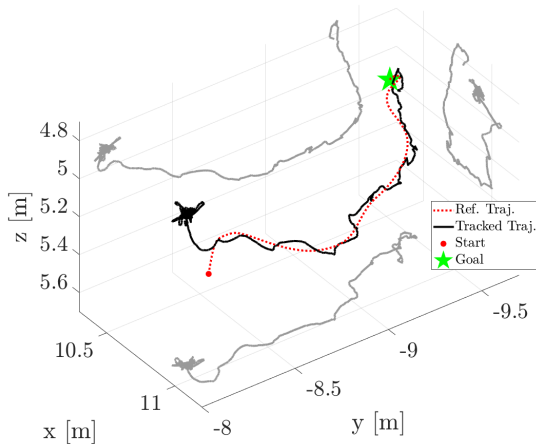 4.8
5
5.2
5.4
5.6
z [m]
10.5
11
x [m]
-8
-8.5
-9
-9.5
y [m]
Ref. Traj.
Tracked Traj.
Start
Goal